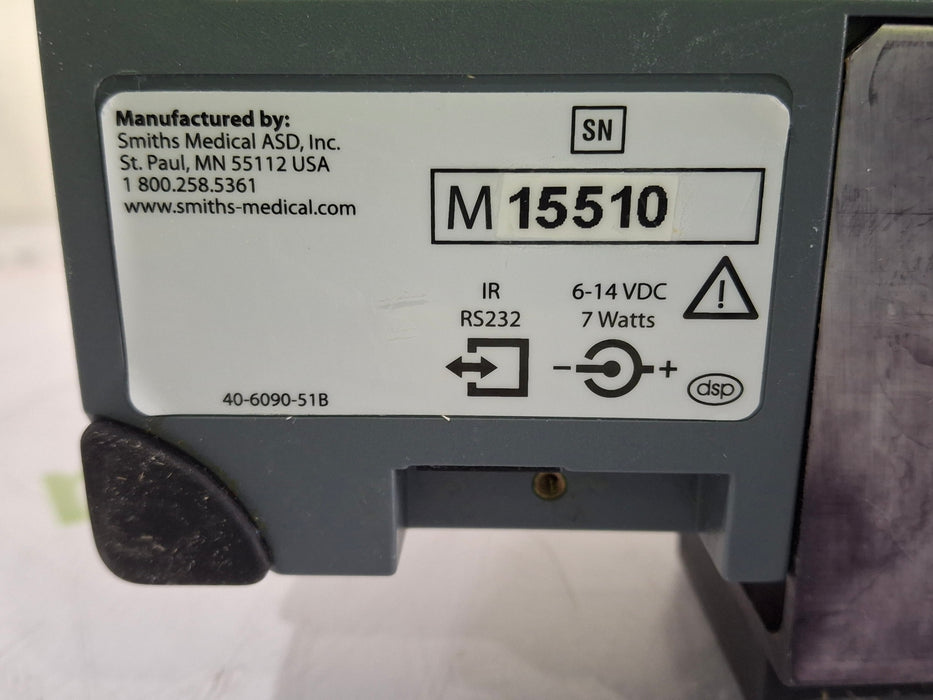 Manufactured by:
Smiths Medical ASD, Inc.
St. Paul, MN 55112 USA
1 800.258.5361
www.smiths-medical.com
SN
M 15510
IR
RS232
6-14 VDC
7 Watts
- +
dsp
40-6090-51B